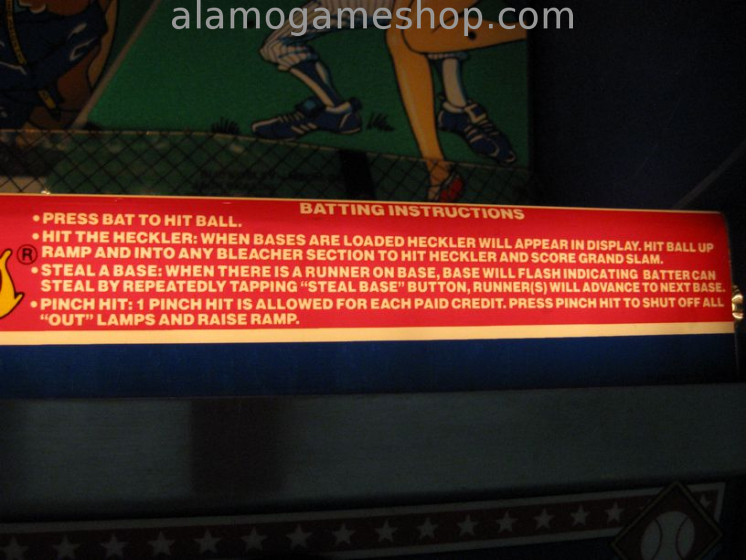 alamogameshop.com
BATTING INSTRUCTIONS
• PRESS BAT TO HIT BALL.
• HIT THE HECKLER: WHEN BASES ARE LOADED HECKLER WILL APPEAR IN DISPLAY. HIT BALL UP
RAMP AND INTO ANY BLEACHER SECTION TO HIT HECKLER AND SCORE GRAND SLAM.
®
• STEAL A BASE: WHEN THERE IS A RUNNER ON BASE, BASE WILL FLASH INDICATING BATTER CAN
STEAL BY REPEATEDLY TAPPING “STEAL BASE” BUTTON, RUNNER(S) WILL ADVANCE TO NEXT BASE.
• PINCH HIT: 1 PINCH HIT IS ALLOWED FOR EACH PAID CREDIT. PRESS PINCH HIT TO SHUT OFF ALL
“OUT” LAMPS AND RAISE RAMP.